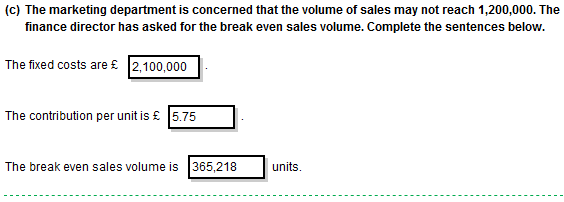 (c) The marketing department is concerned that the volume of sales may not reach 1,200,000. The
finance director has asked for the break even sales volume. Complete the sentences below.
The fixed costs are £ 2,100,000 .
The contribution per unit is £ 5.75 .
The break even sales volume is 365,218 units.